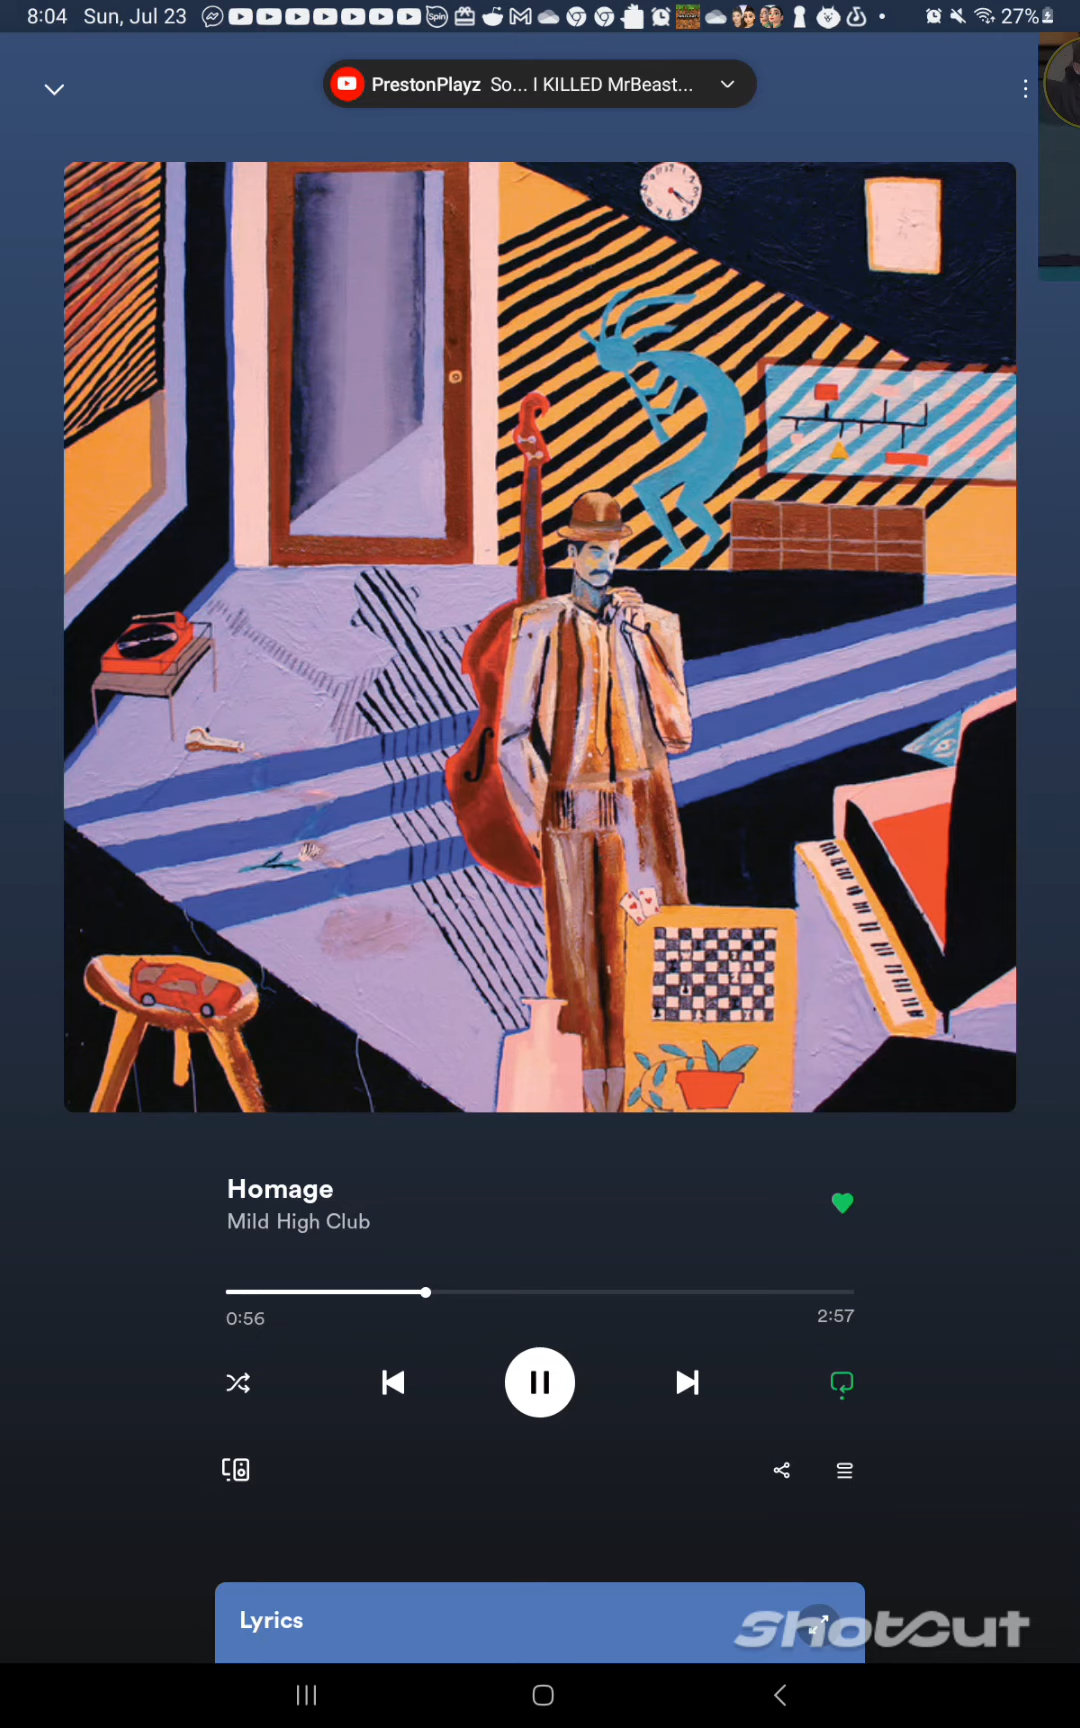 8:04 Sun, Jul 23
27%
PrestonPlayz So... I KILLED MrBeast...
Homage
Mild High Club
0:56
2:57
Lyrics
Shotcut